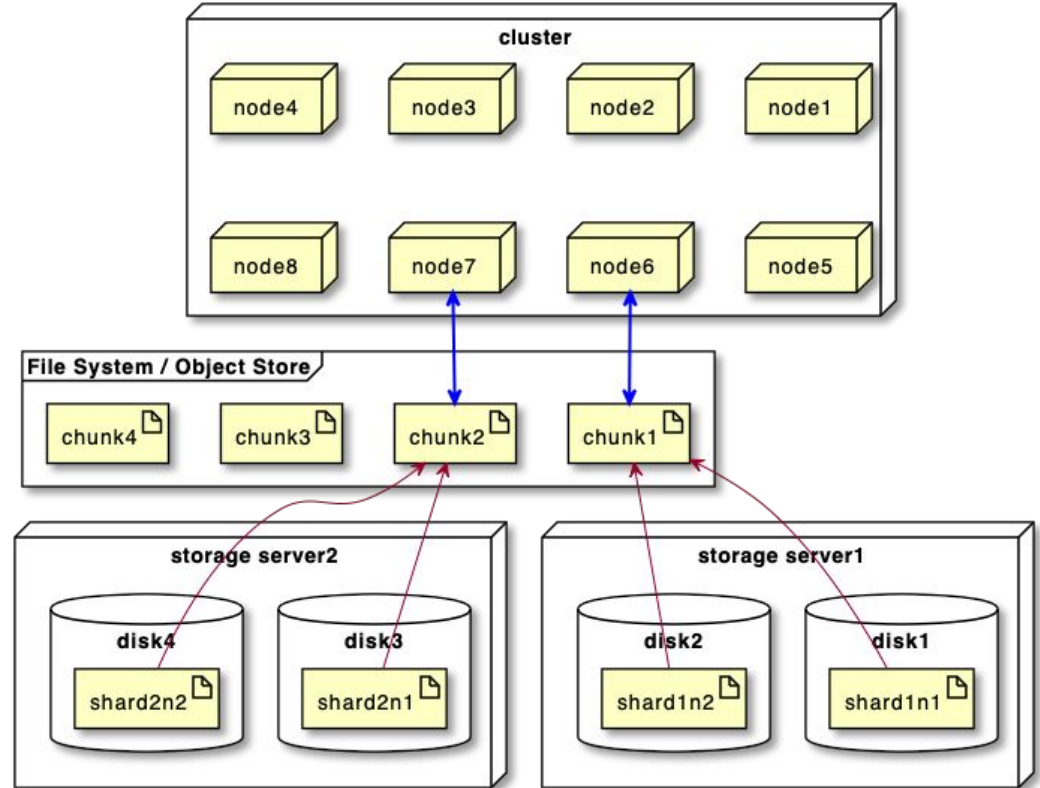 cluster
node4
node3
node2
node1
node8
node7
node6
node5
File System / Object Store
chunk4
chunk3
chunk2
chunk1
storage server2
storage server1
disk4
disk3
disk2
disk1
shard2n2
shard2n1
shard1n2
shard1n1